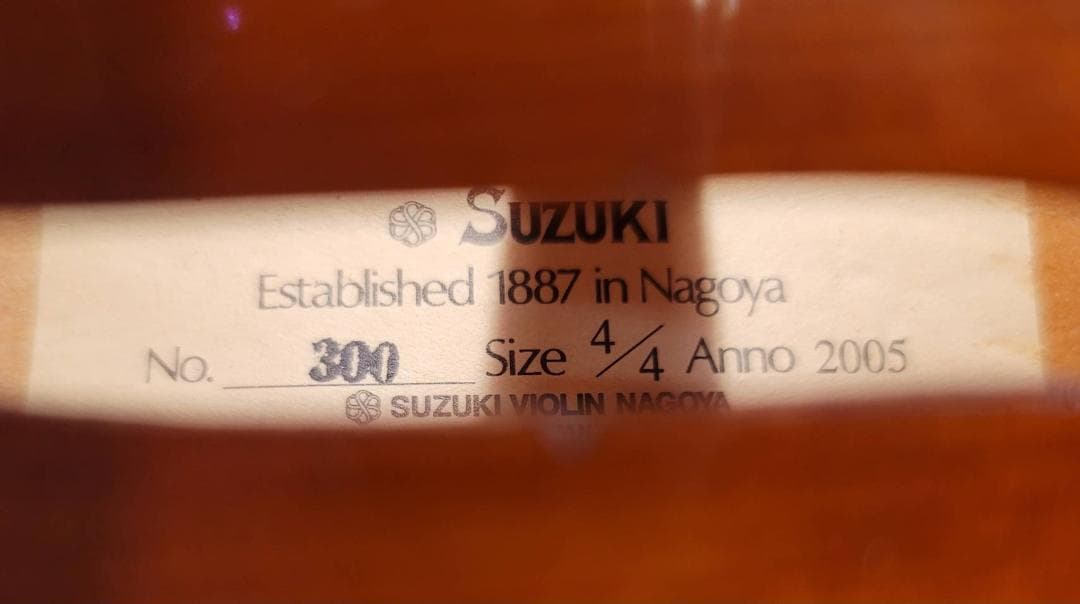 SUZUKI
Established 1887 in Nagoya
No. 300 Size 4/4 Anno 2005
SUZUKI VIOLIN NAGOYA